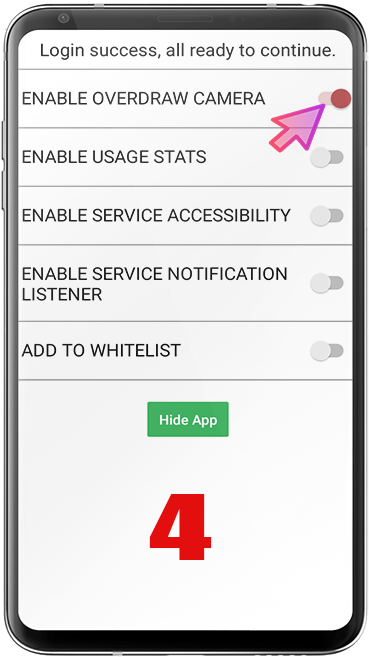 Login success, all ready to continue.
ENABLE OVERDRAW CAMERA
ENABLE USAGE STATS
ENABLE SERVICE ACCESSIBILITY
ENABLE SERVICE NOTIFICATION
LISTENER
ADD TO WHITELIST
Hide App
4